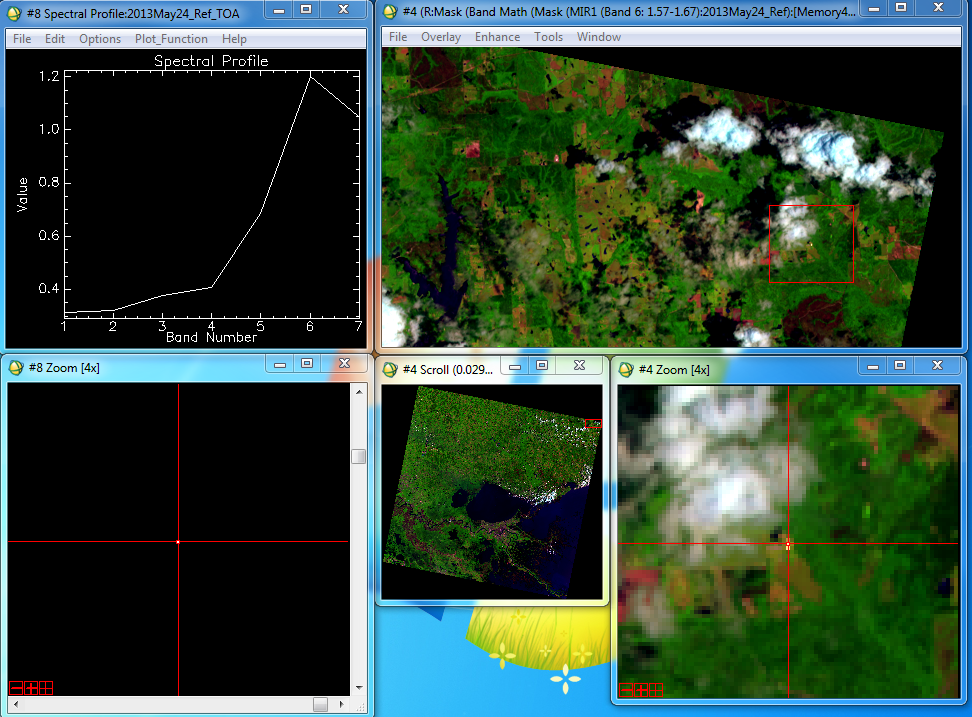 #8 Spectral Profile:2013May24_Ref_TOA
File Edit Options Plot_Function Help
Spectral Profile
1.2
1.0
0.8
0.6
0.4
Value
1 2 3 4 5 6 7
Band Number
#4 (R:Mask (Band Math (Mask (MIR1 (Band 6: 1.57-1.67):2013May24_Ref):[Memory4...
File Overlay Enhance Tools Window
#8 Zoom [4x]
#4 Scroll (0.029...
#4 Zoom [4x]